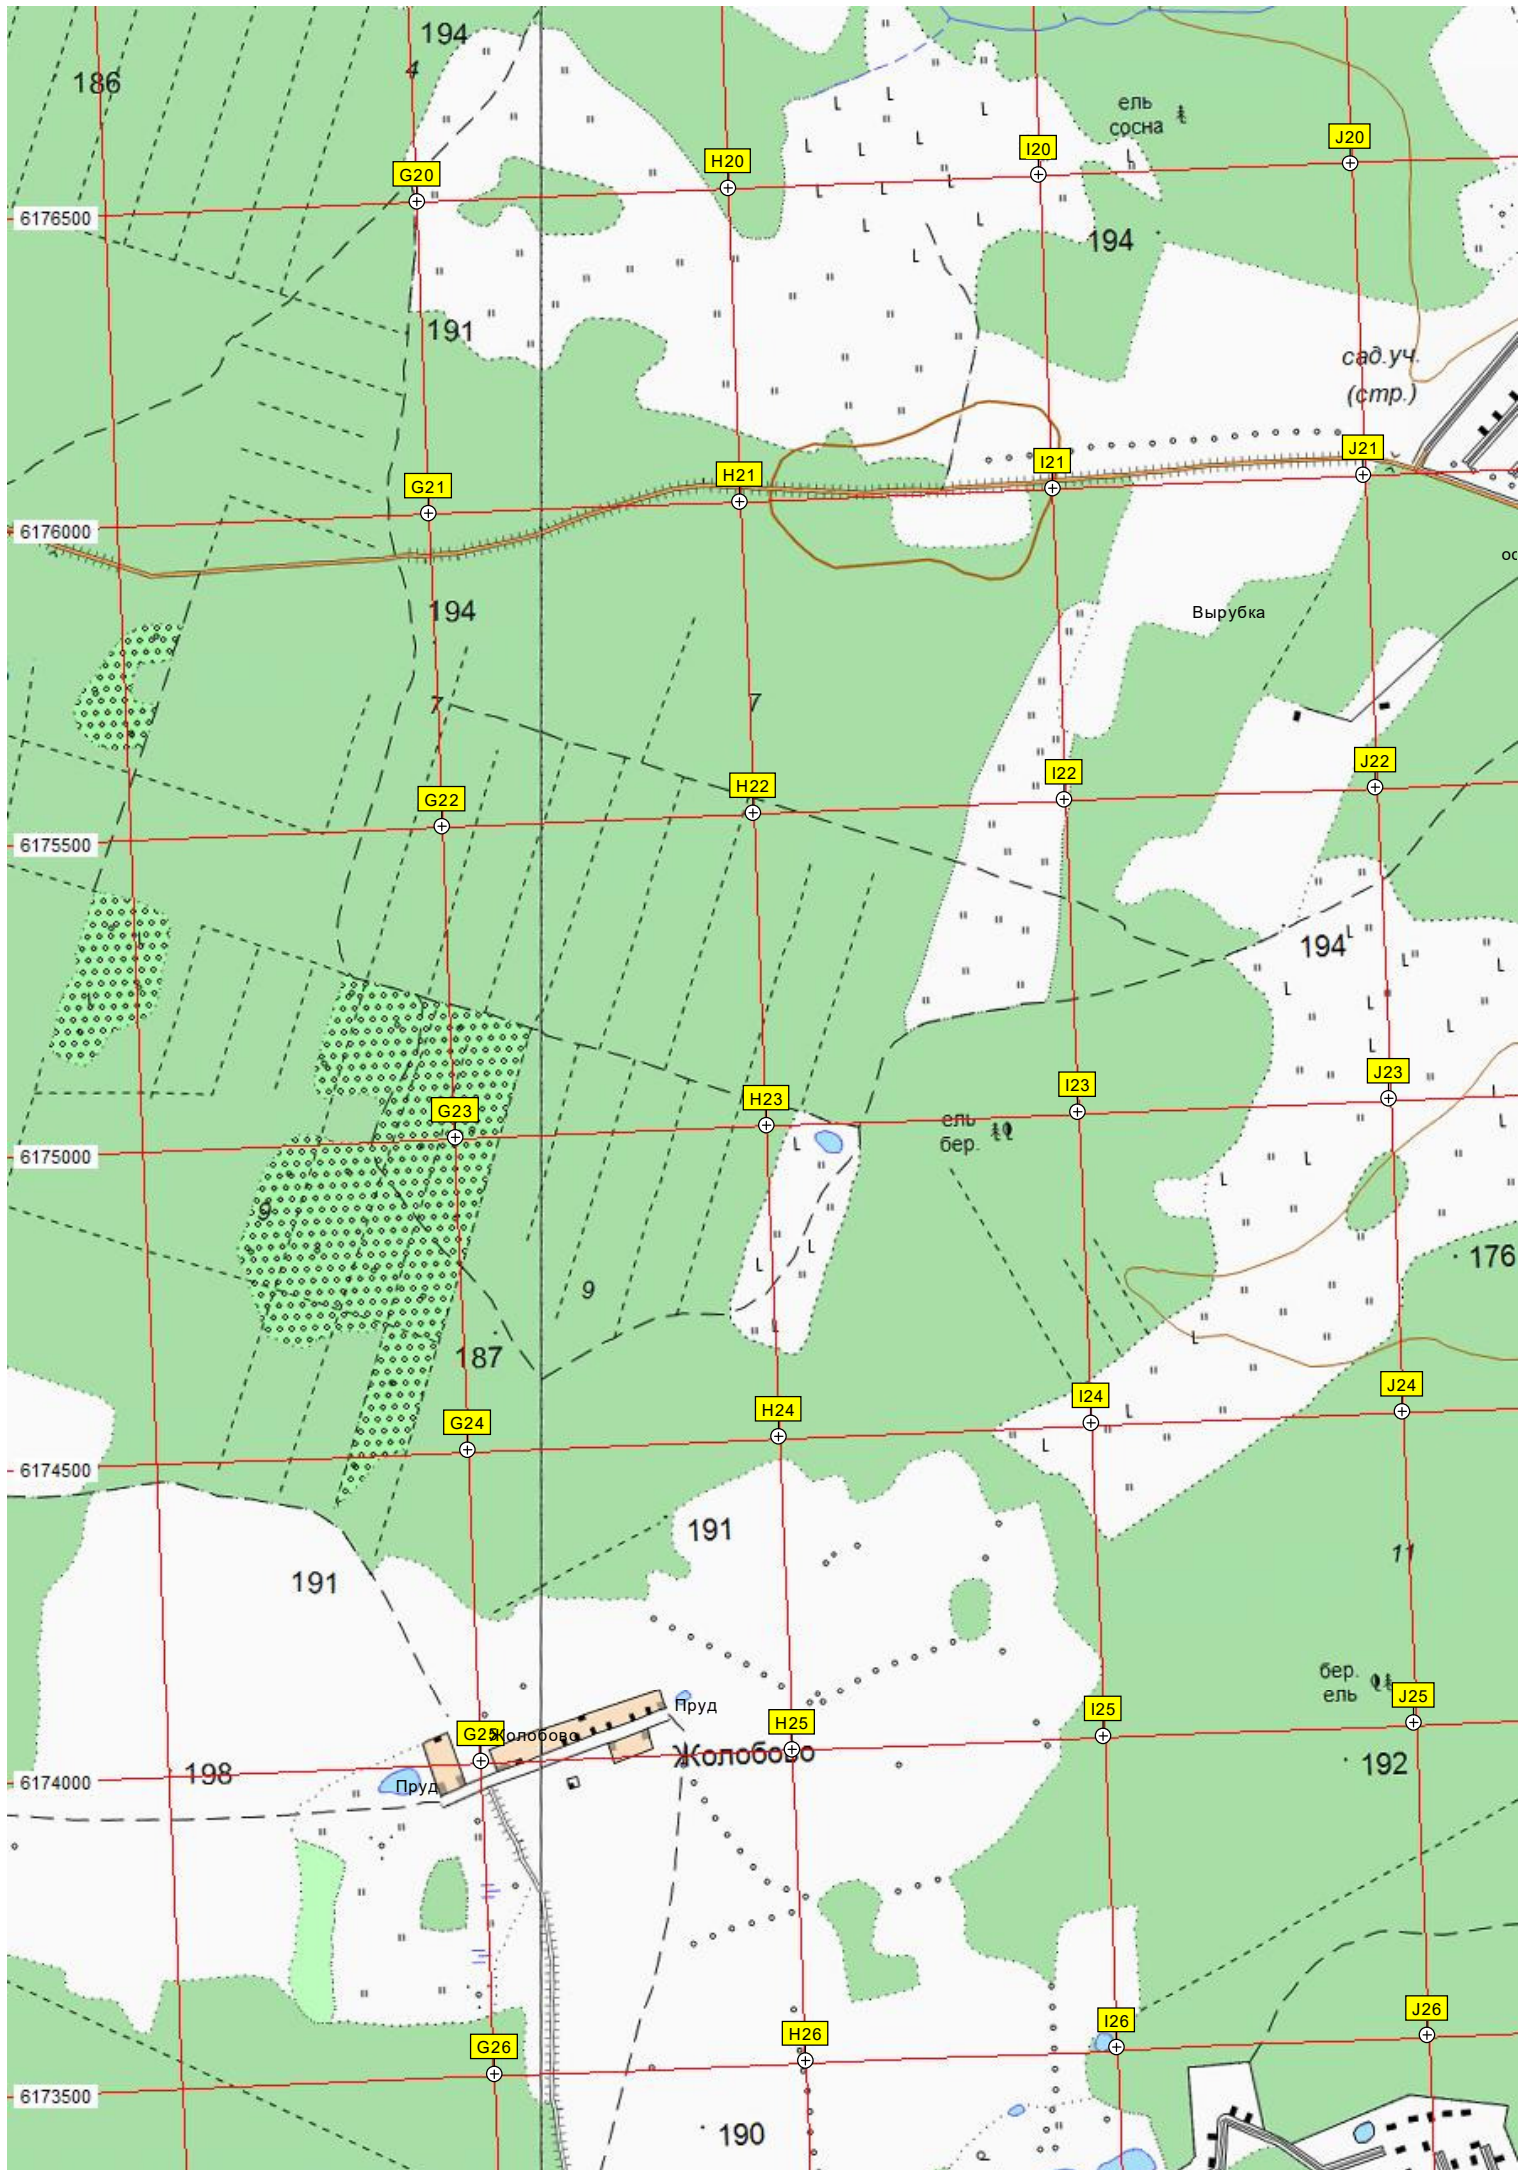 194
186
4
ель
сосна
J20
I20
H20
G20
6176500
194
191
сад.уч.
(стр.)
J21
I21
H21
G21
6176000
ос
194
Вырубка
7
7
J22
I22
H22
G22
6175500
194
J23
I23
H23
G23
ель
бер.
6175000
9
176
9
187
J24
I24
H24
G24
6174500
191
11
191
бер.
ель
J25
Пруд
I25
H25
G25
Жолобово
Жолобово
192
198
6174000
Пруд
J26
I26
H26
G26
6173500
190